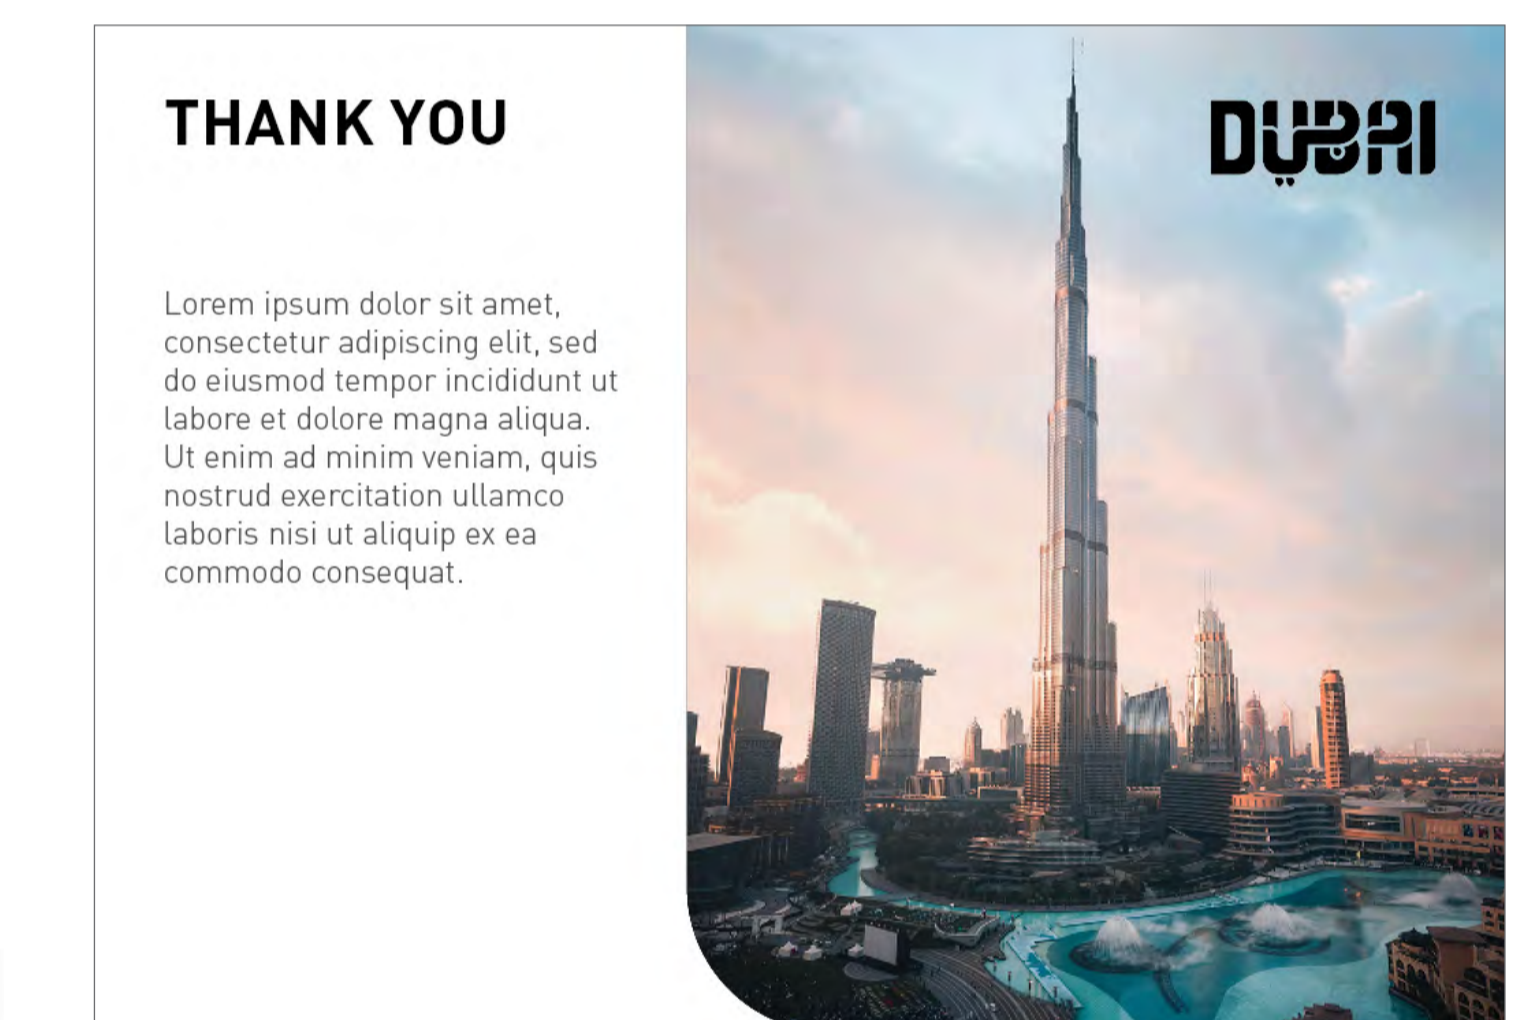 THANK YOU
DUBAI
Lorem ipsum dolor sit amet,
consectetur adipiscing elit, sed
do eiusmod tempor incididunt ut
labore et dolore magna aliqua.
Ut enim ad minim veniam, quis
nostrud exercitation ullamco
laboris nisi ut aliquip ex ea
commodo consequat.